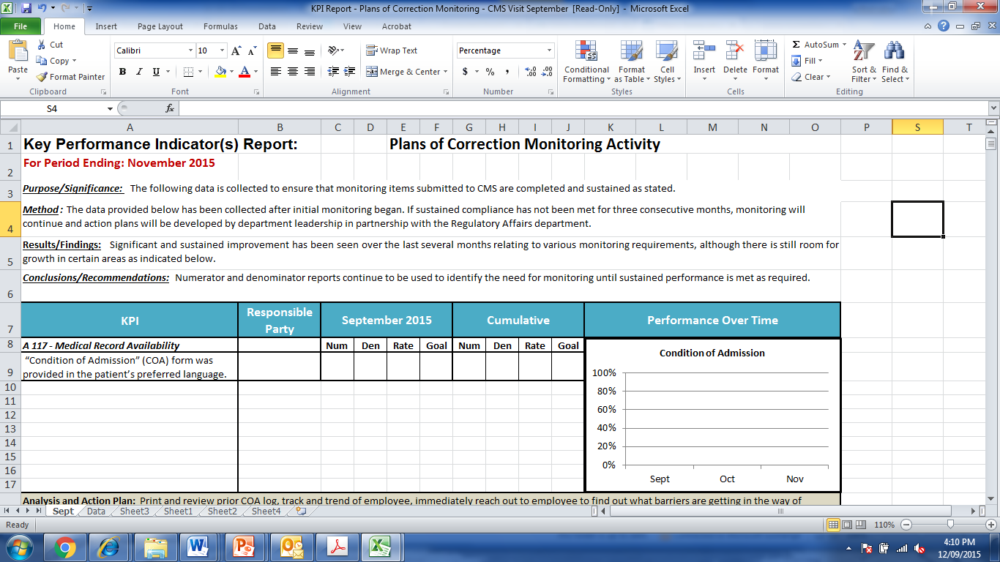 KPI Report - Plans of Correction Monitoring - CMS Visit September [Read-Only] - Microsoft Excel
File Home Insert Page Layout Formulas Data Review View Acrobat
Paste
Cut
Copy
Format Painter
Clipboard
Calibri 10
B I U
Font
Wrap Text
Merge & Center
Alignment
Percentage
$ % ,
Number
Conditional Formatting
Format as Table
Cell Styles
Styles
Insert Delete Format
Cells
AutoSum
Fill
Clear
Sort & Filter
Find & Select
Editing
S4 fx
A B C D E F G H I J K L M N O P S T
1 Key Performance Indicator(s) Report: Plans of Correction Monitoring Activity
2 For Period Ending: November 2015
3 Purpose/Significance: The following data is collected to ensure that monitoring items submitted to CMS are completed and sustained as stated.
4 Method: The data provided below has been collected after initial monitoring began. If sustained compliance has not been met for three consecutive months, monitoring will
continue and action plans will be developed by department leadership in partnership with the Regulatory Affairs department.
5 Results/Findings: Significant and sustained improvement has been seen over the last several months relating to various monitoring requirements, although there is still room for
growth in certain areas as indicated below.
6 Conclusions/Recommendations: Numerator and denominator reports continue to be used to identify the need for monitoring until sustained performance is met as required.
7 KPI Responsible Party September 2015 Cumulative Performance Over Time
8 A 117 - Medical Record Availability Num Den Rate Goal Num Den Rate Goal
9 “Condition of Admission” (COA) form was
provided in the patient’s preferred language.
10
11
12
13
14
15
16
17
Condition of Admission
100%
80%
60%
40%
20%
0%
Sept Oct Nov
Analysis and Action Plan: Print and review prior COA log, track and trend of employee, immediately reach out to employee to find out what barriers are getting in the way of
Sept Data Sheet3 Sheet1 Sheet2 Sheet4
Ready 110%
4:10 PM
12/09/2015